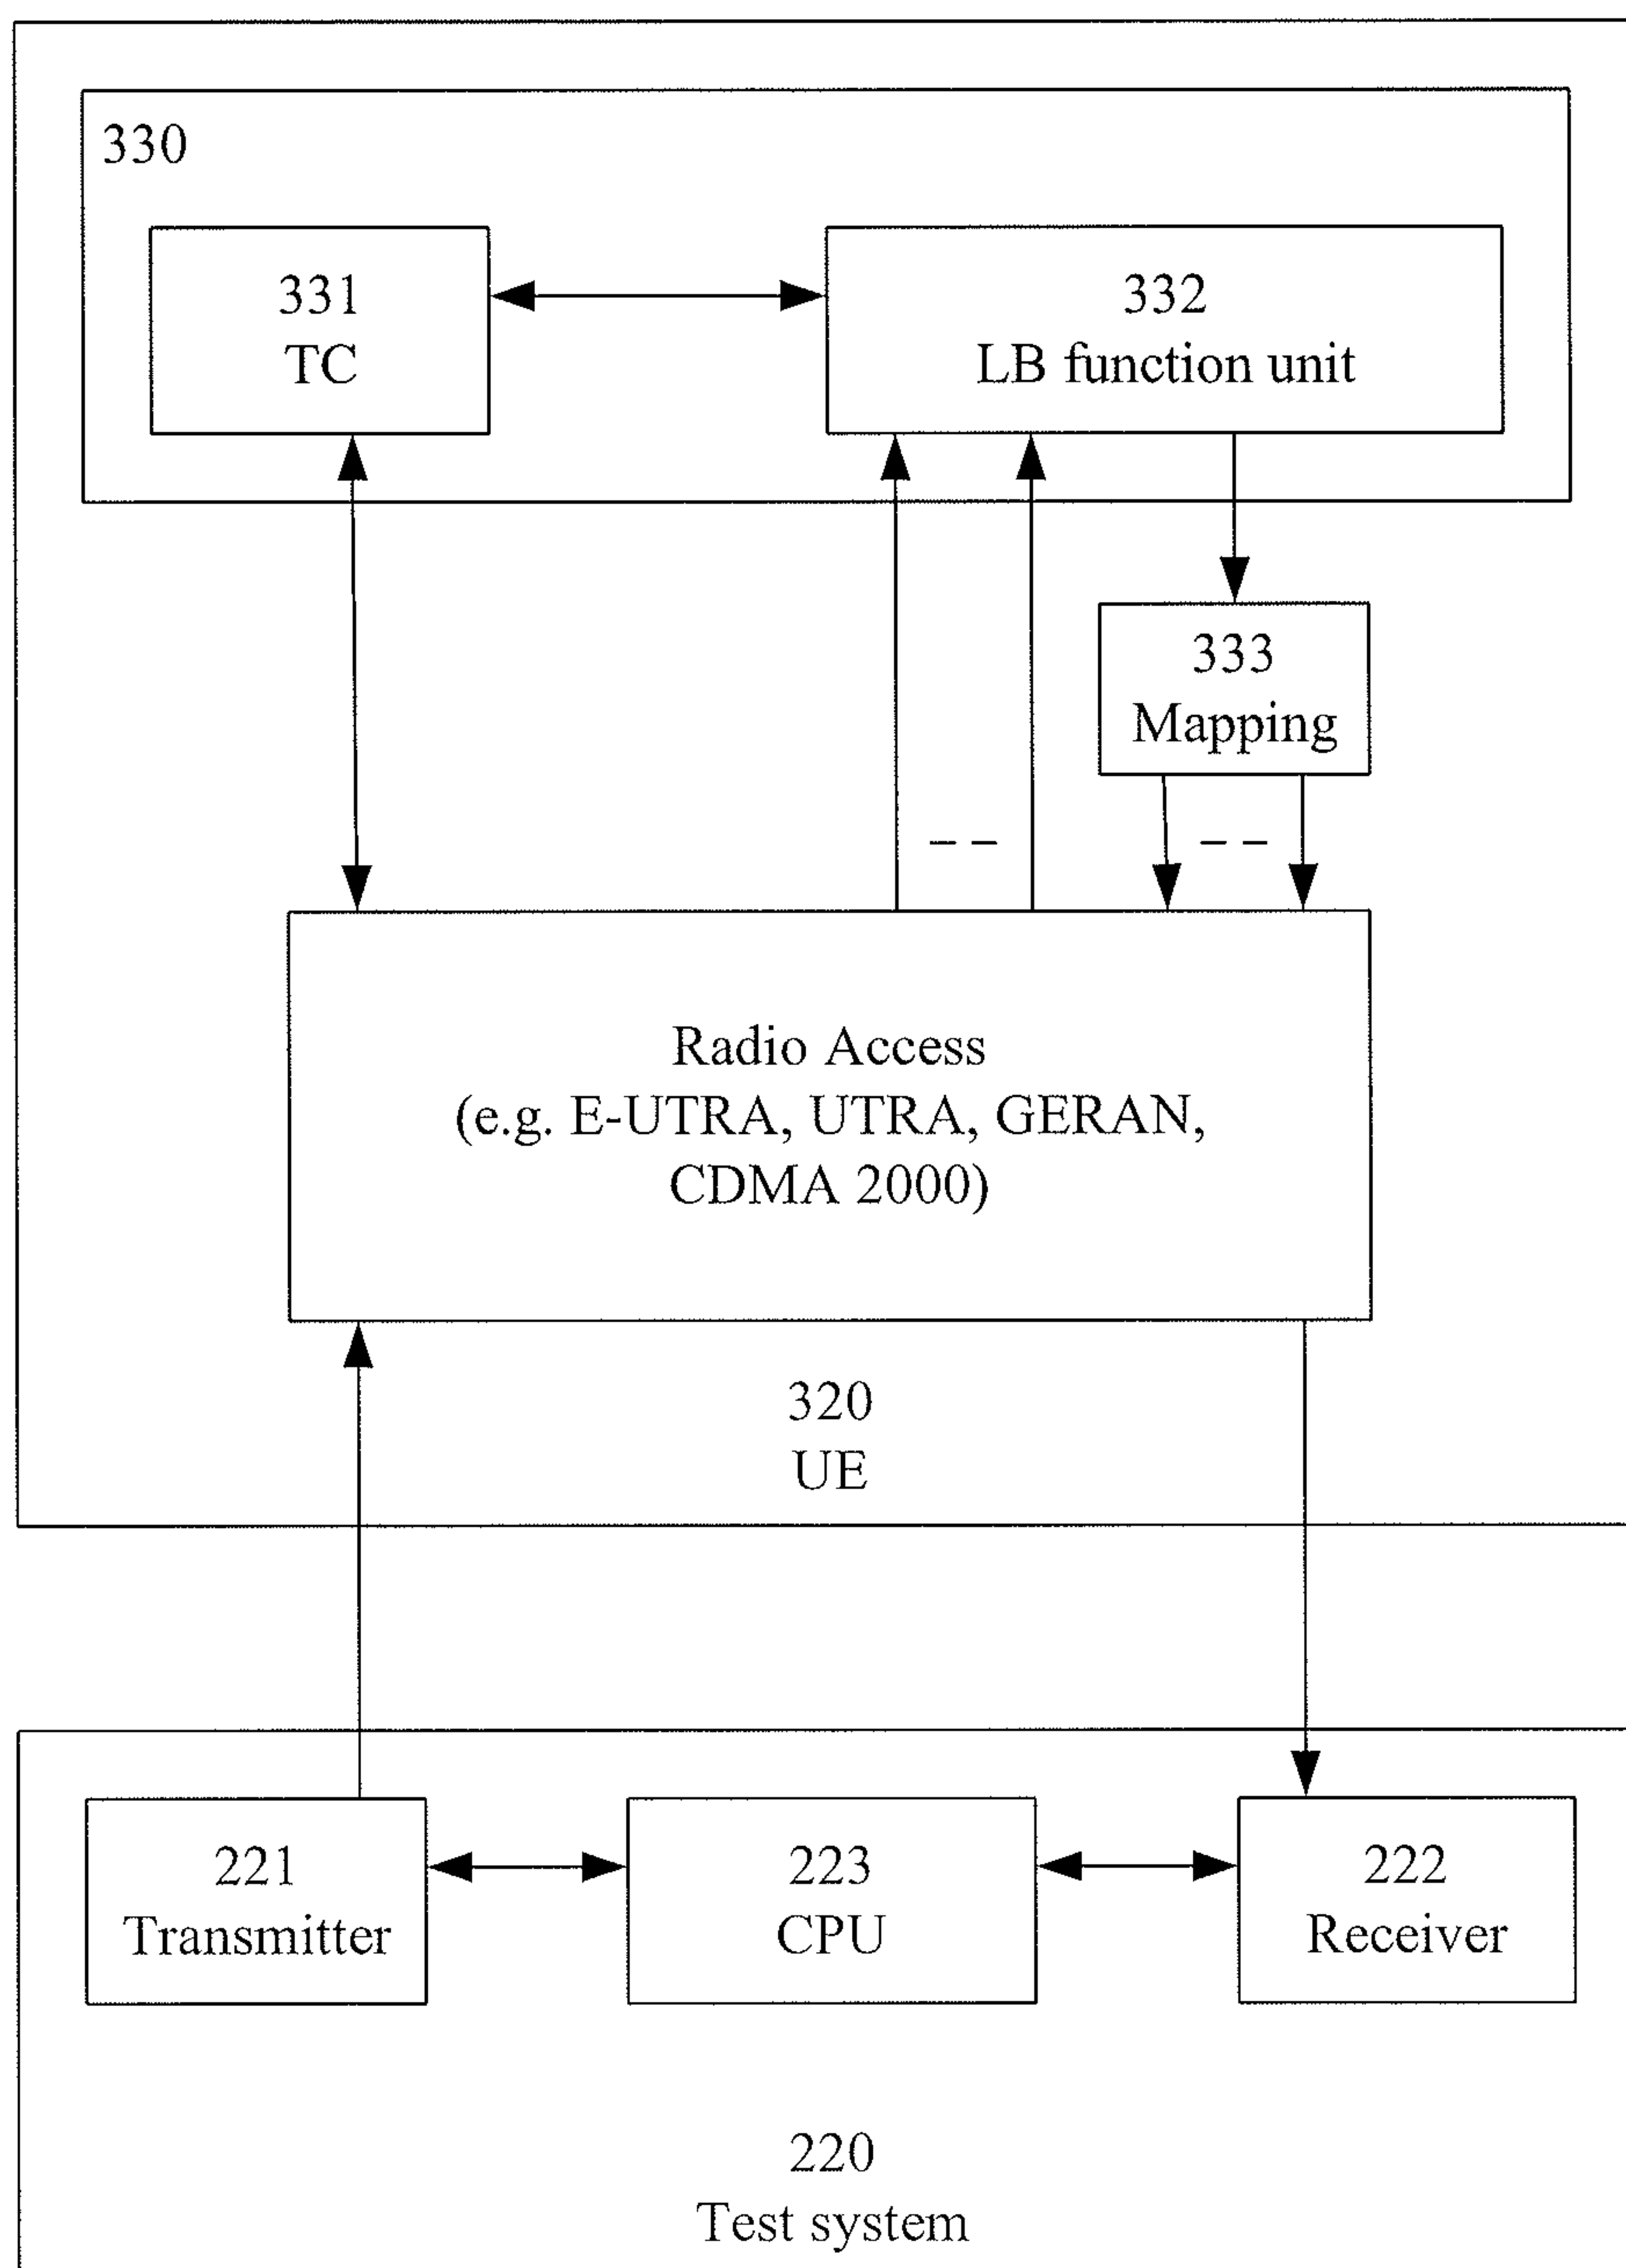 330
331
TC
332
LB function unit
333
Mapping
Radio Access
(e.g. E-UTRA, UTRA, GERAN,
CDMA 2000)
320
UE
221
Transmitter
223
CPU
222
Receiver
220
Test system